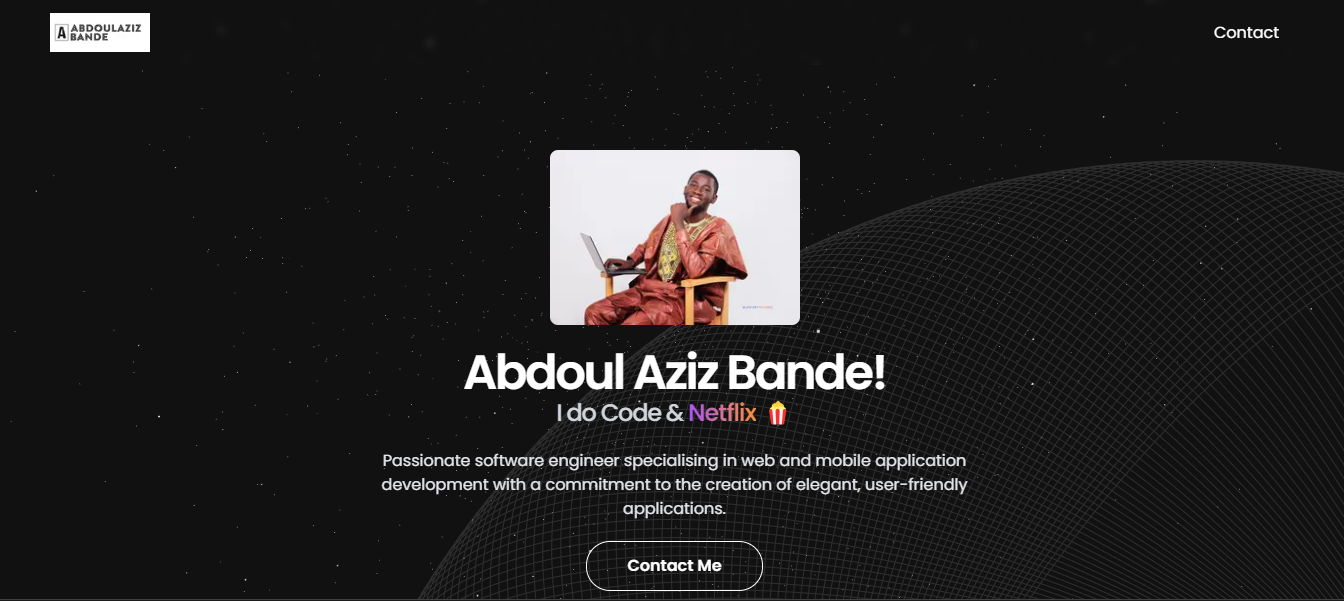 A ABDOULAZIZ
BANDE
Contact
Abdoul Aziz Bande!
I do Code & Netflix 🍿
Passionate software engineer specialising in web and mobile application
development with a commitment to the creation of elegant, user-friendly
applications.
Contact Me